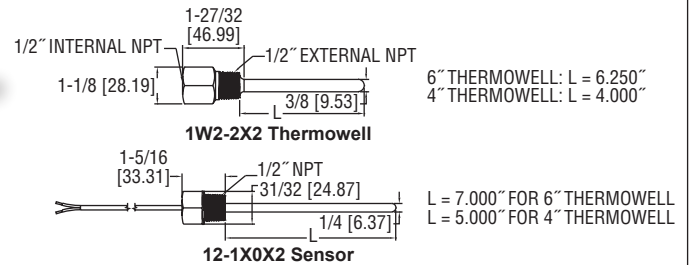 1-27/32
[46.99]
1/2˝ INTERNAL NPT
1/2˝ EXTERNAL NPT
1-1/8 [28.19]
3/8 [9.53]
L
6˝ THERMOWELL: L = 6.250˝
4˝ THERMOWELL: L = 4.000˝
1W2-2X2 Thermowell
1-5/16
[33.31]
1/2˝ NPT
31/32 [24.87]
1/4 [6.37]
L
L = 7.000˝ FOR 6˝ THERMOWELL
L = 5.000˝ FOR 4˝ THERMOWELL
12-1X0X2 Sensor